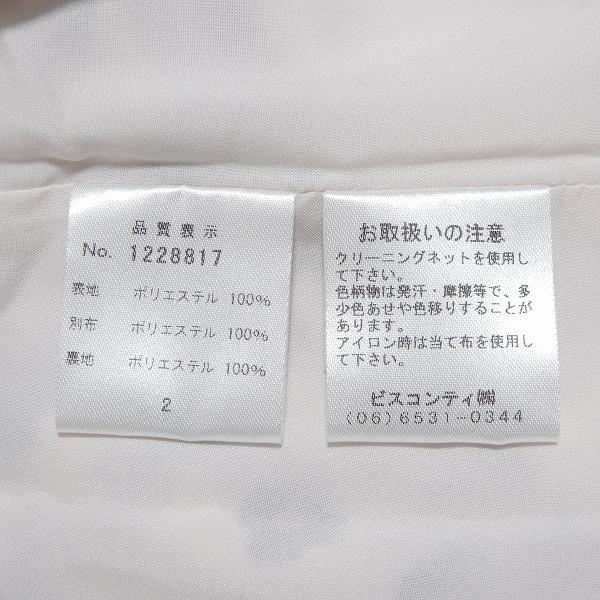 品質表示
No. 1228817
表地 ポリエステル 100%
別布 ポリエステル 100%
裏地 ポリエステル 100%
2
お取扱いの注意
クリーニングネットを使用し
て下さい。
色柄物は発汗・摩擦等で、多
少色あせや色移りすることが
あります。
アイロン時は当て布を使用し
て下さい。
ビスコンティ㈱
(06)6531-0344